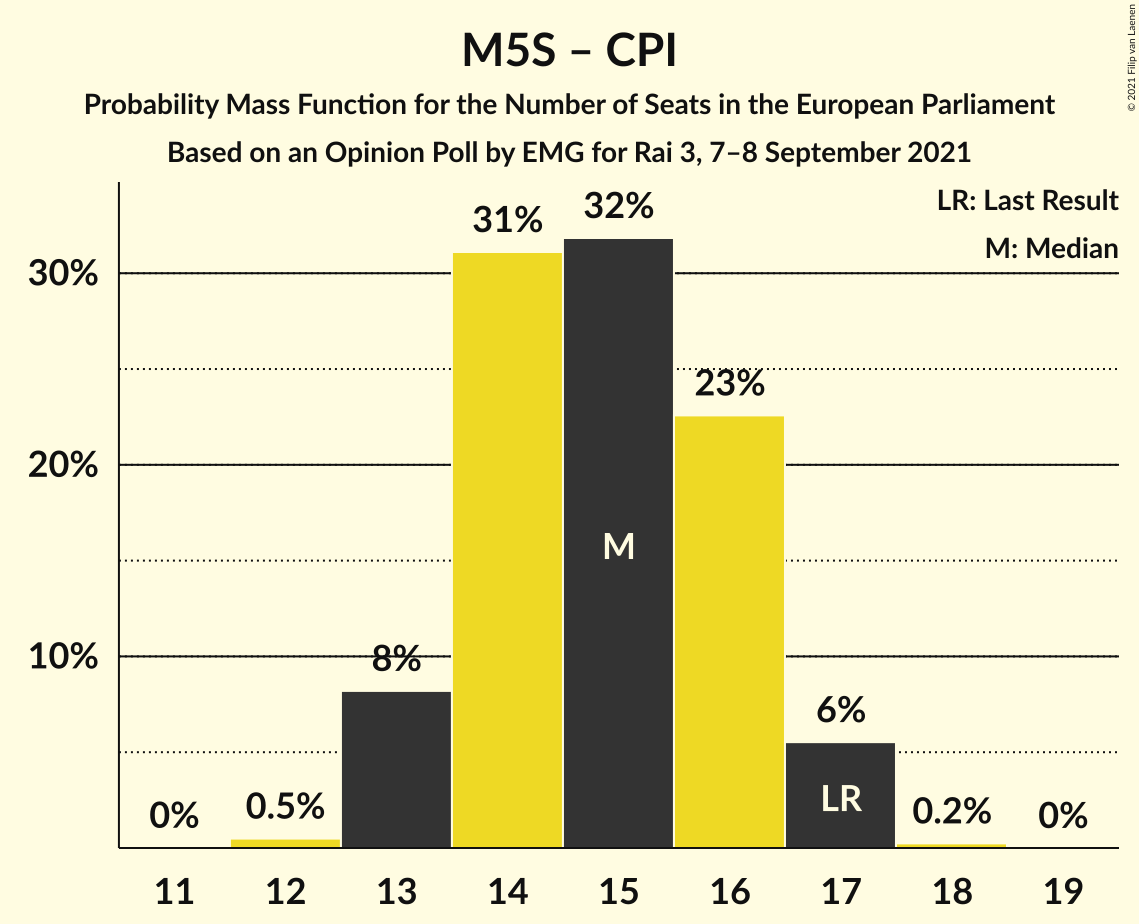 M5S – CPI
Probability Mass Function for the Number of Seats in the European Parliament
Based on an Opinion Poll by EMG for Rai 3, 7–8 September 2021
© 2021 Filip van Laenen
LR: Last Result
M: Median
30%
20%
10%
0%
0.5%
8%
31%
32%
23%
6%
0.2%
0%
M
LR
11 12 13 14 15 16 17 18 19